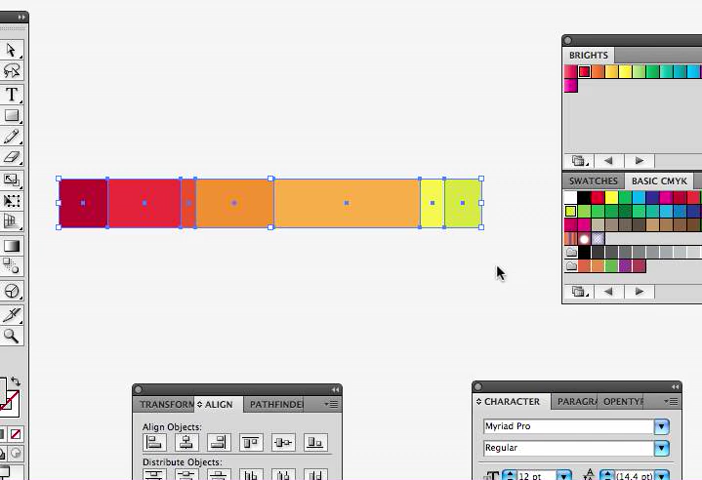 BRIGHTS
SWATCHES BASIC CMYK
TRANSFORM ALIGN PATHFINDE
Align Objects:
Distribute Objects:
CHARACTER PARAGRA OPENTY
Myriad Pro
Regular
12 pt (14.4 pt)
T